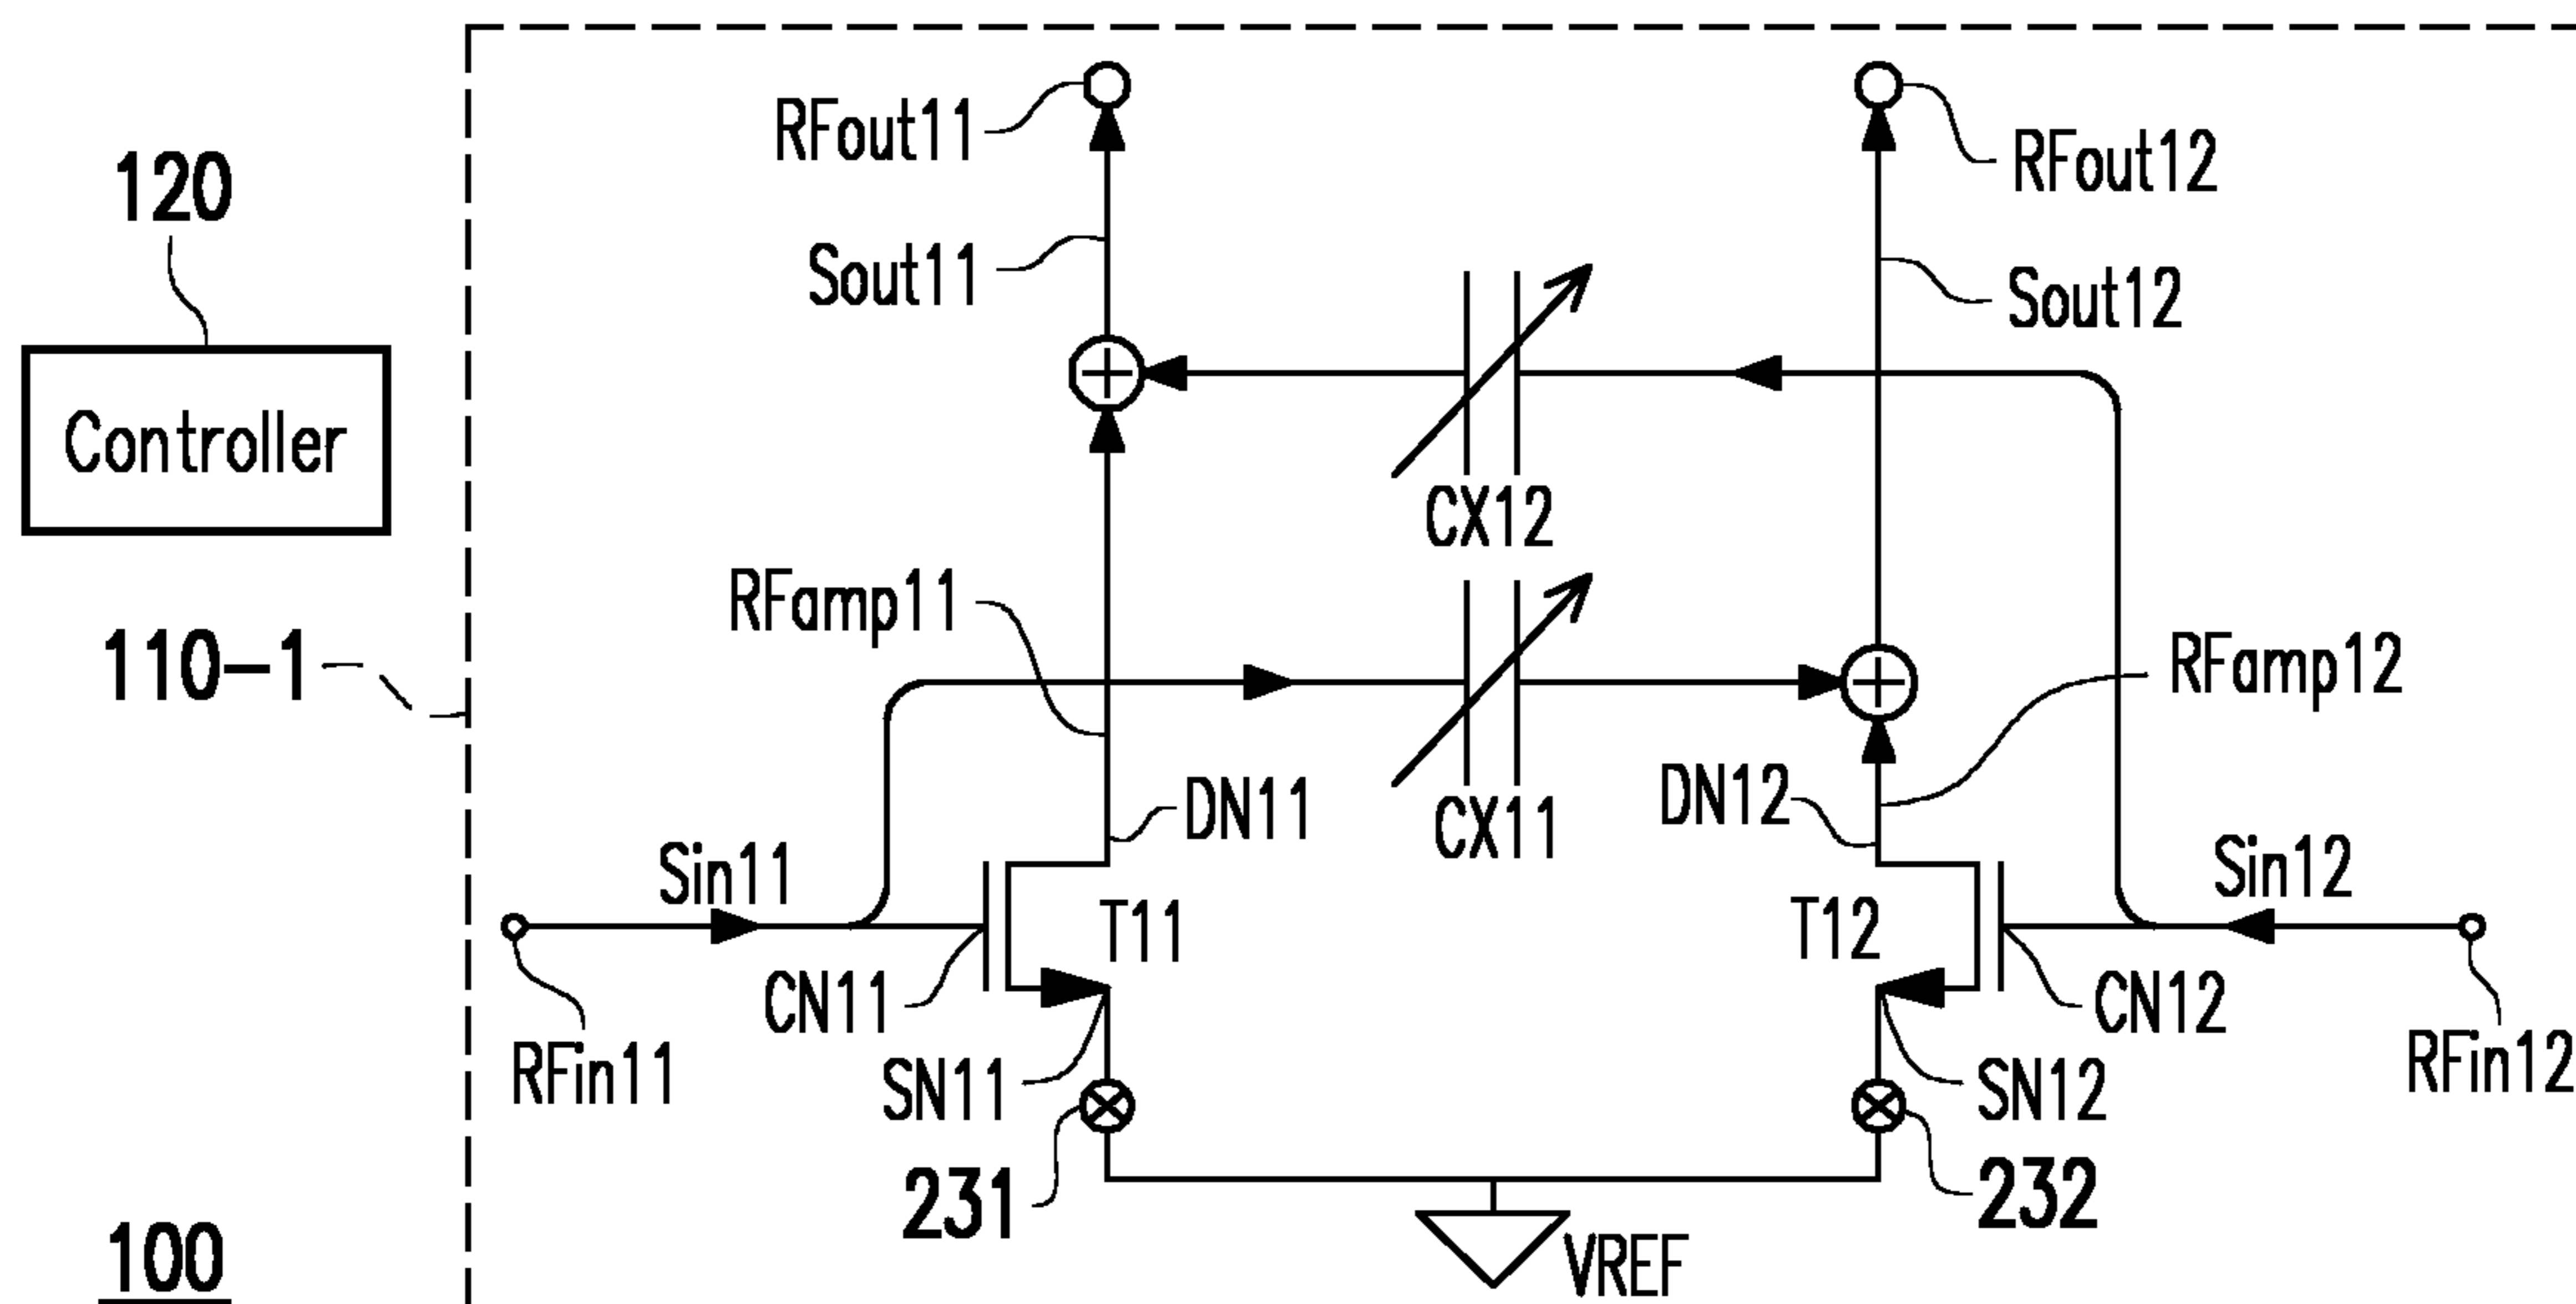 RFout11
RFout12
120
Sout11
Sout12
Controller
CX12
RFamp11
110-1
RFamp12
DN11
DN12
CX11
Sin11
Sin12
T11
T12
CN11
CN12
RFin11
RFin12
SN11
SN12
231
232
100
VREF